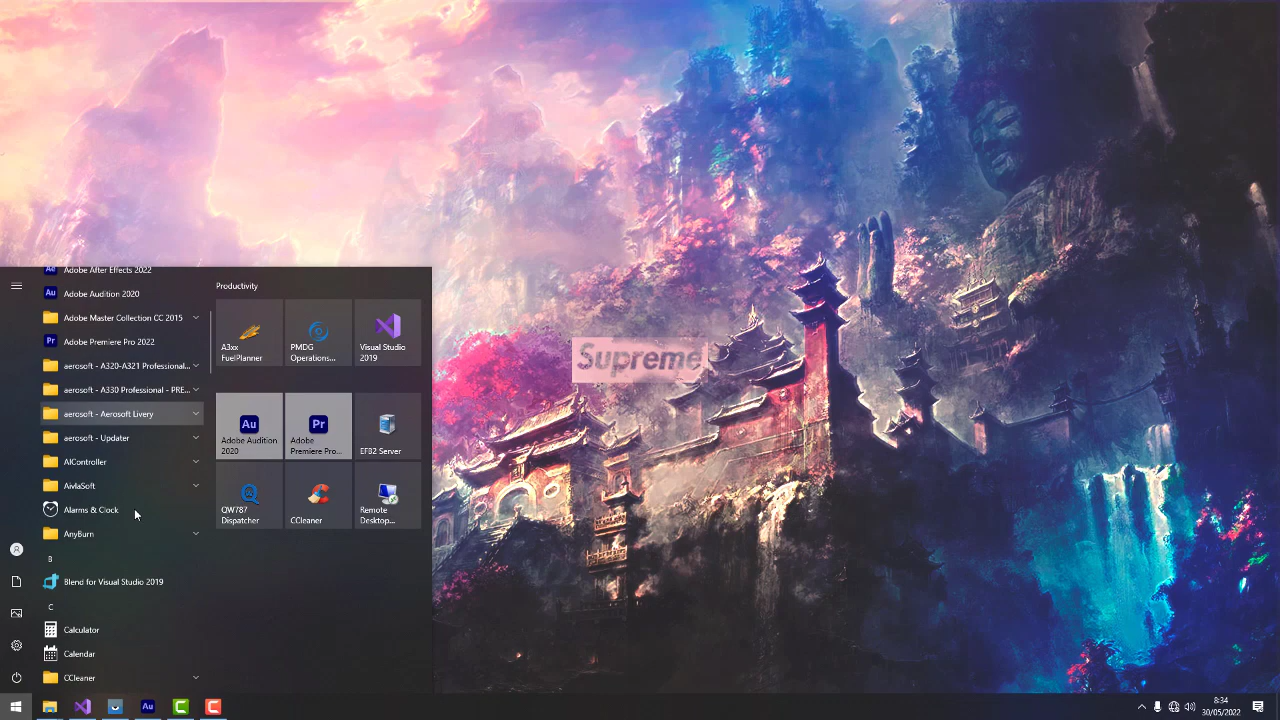 Adobe After Effects 2022
Adobe Audition 2020
Adobe Master Collection CC 2015
Adobe Premiere Pro 2022
aerosoft - A320-A321 Professional...
aerosoft - A330 Professional - PRE...
aerosoft - Aerosoft Livery
aerosoft - Updater
AIController
AivlaSoft
Alarms & Clock
AnyBurn
B
Blend for Visual Studio 2019
C
Calculator
Calendar
CCleaner
Productivity
A3xx
FuelPlanner
PMDG
Operations...
Visual Studio
2019
Au
Adobe Audition
2020
Pr
Adobe
Premiere Pro...
EFB2 Server
QW787
Dispatcher
CCleaner
Remote
Desktop...
Supreme
8:34
30/05/2022